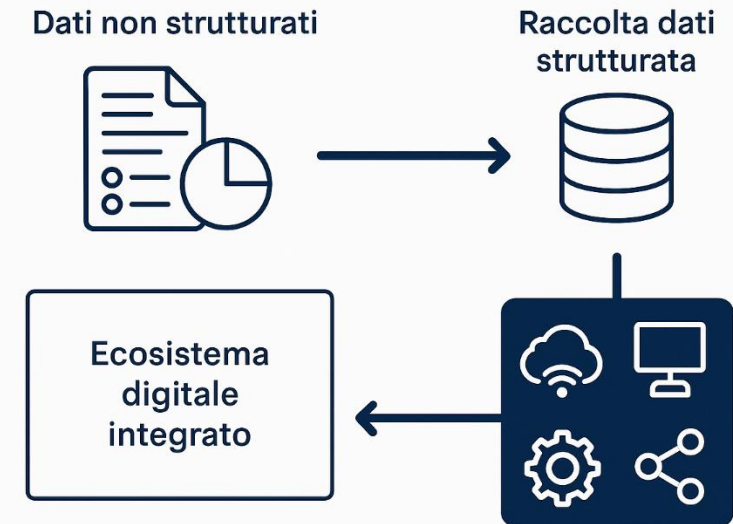 Dati non strutturati
Raccolta dati
strutturata
Ecosistema
digitale
integrato